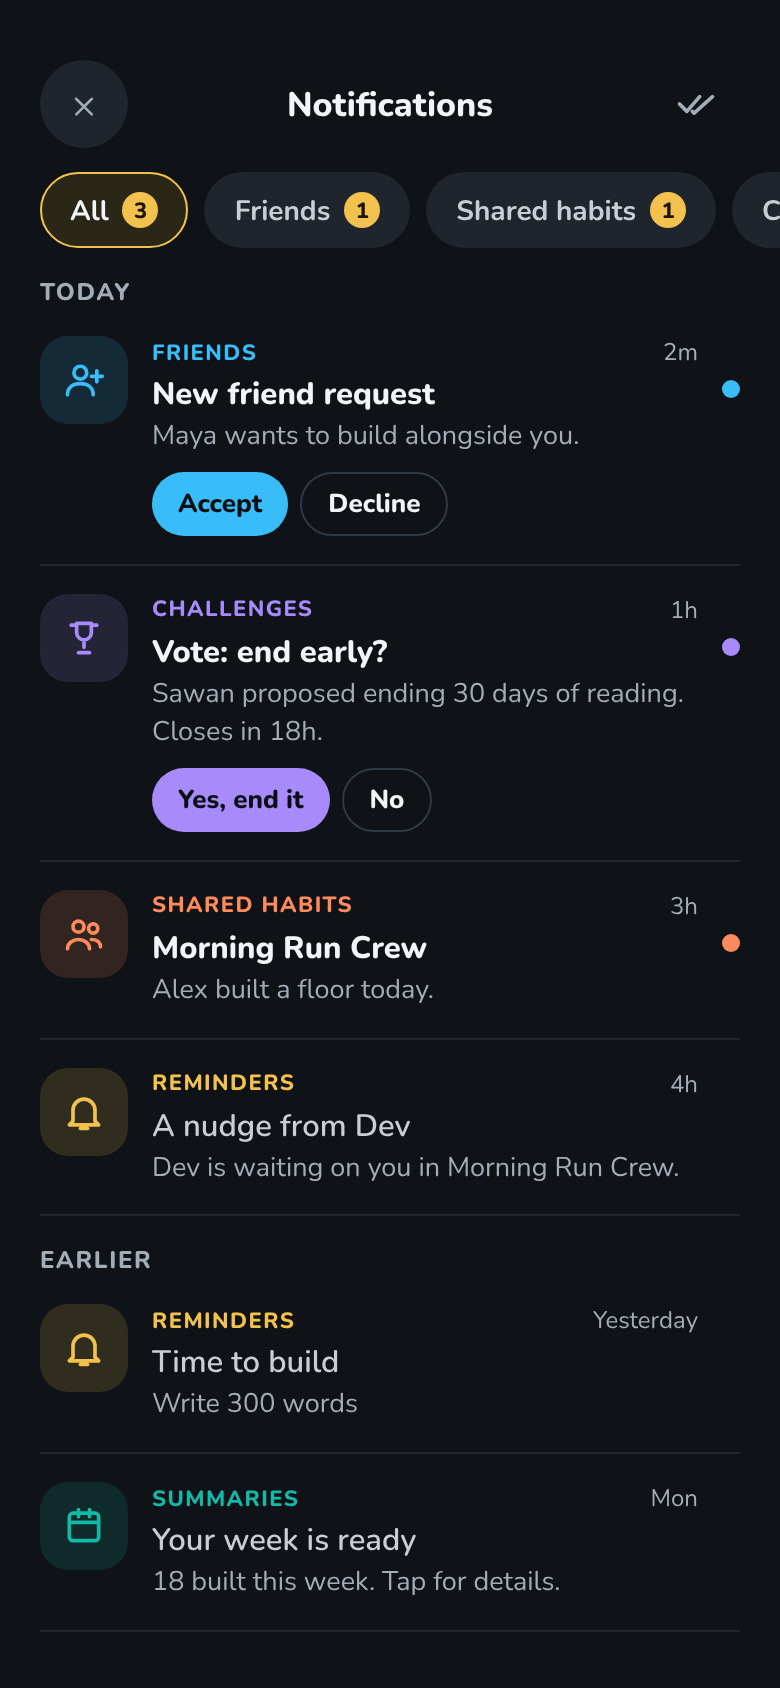 Notifications
All 3 Friends 1 Shared habits 1 C
TODAY
FRIENDS 2m
New friend request
Maya wants to build alongside you.
Accept Decline
CHALLENGES 1h
Vote: end early?
Sawan proposed ending 30 days of reading.
Closes in 18h.
Yes, end it No
SHARED HABITS 3h
Morning Run Crew
Alex built a floor today.
REMINDERS 4h
A nudge from Dev
Dev is waiting on you in Morning Run Crew.
EARLIER
REMINDERS Yesterday
Time to build
Write 300 words
SUMMARIES Mon
Your week is ready
18 built this week. Tap for details.